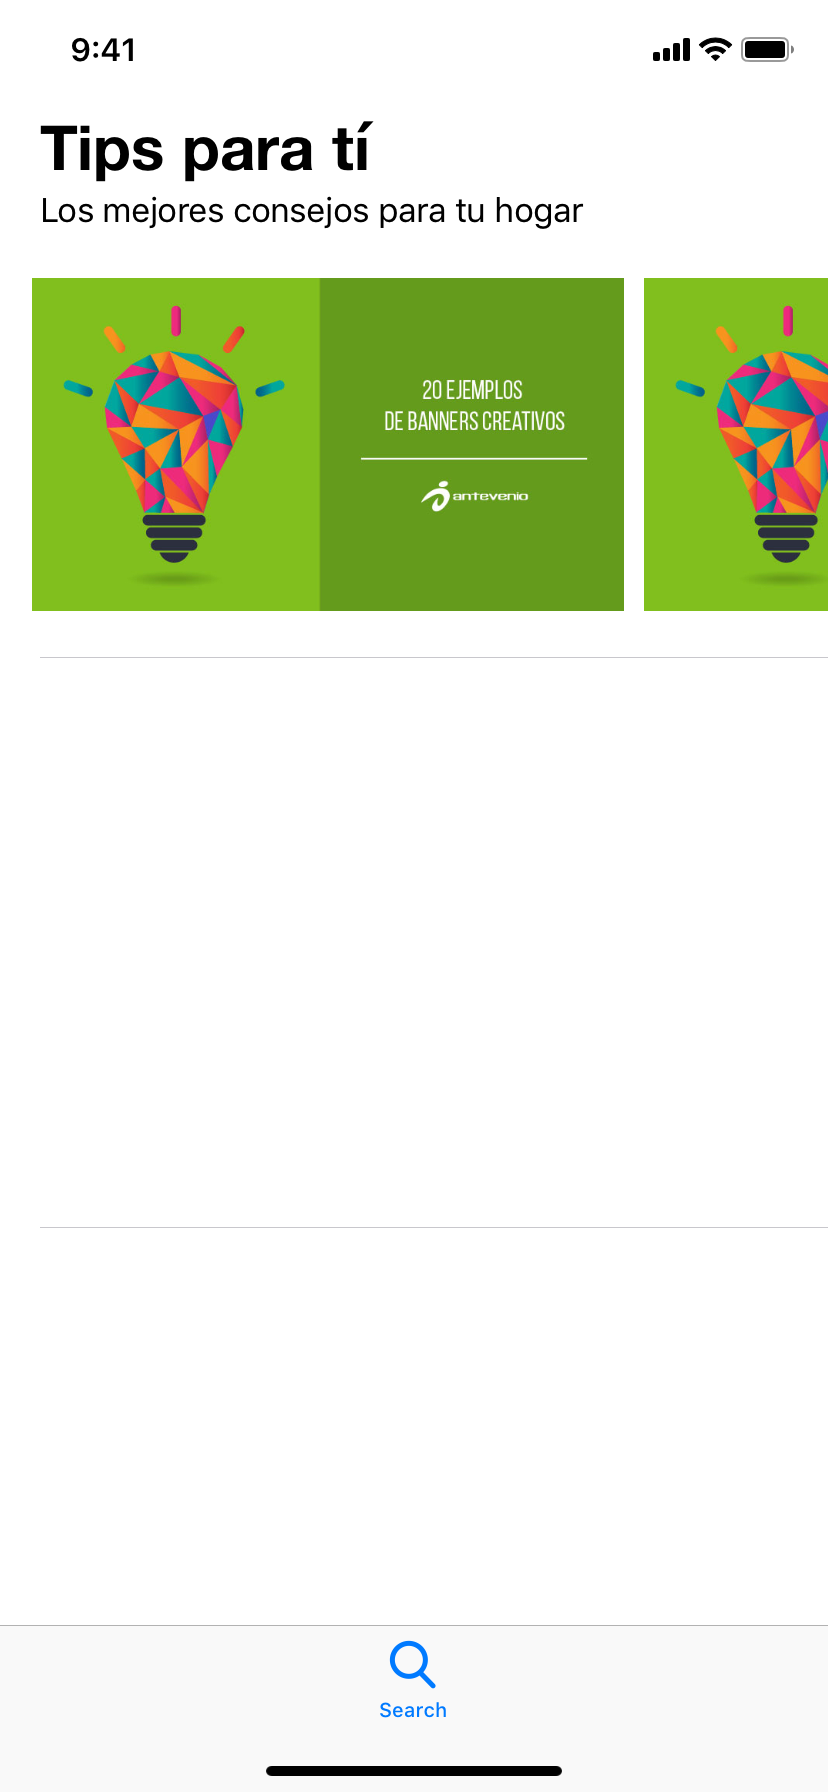 9:41
Tips para tí
Los mejores consejos para tu hogar
20 EJEMPLOS
DE BANNERS CREATIVOS
antevenio
Search